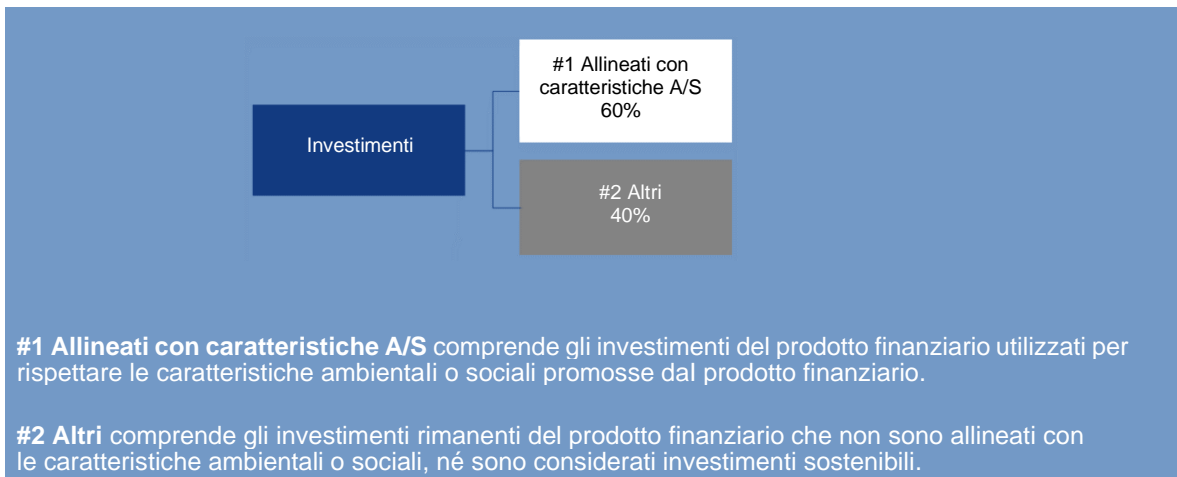 #1 Allineati con
caratteristiche A/S
60%
Investimenti
#2 Altri
40%
#1 Allineati con caratteristiche A/S comprende gli investimenti del prodotto finanziario utilizzati per
rispettare le caratteristiche ambientali o sociali promosse dal prodotto finanziario.
#2 Altri comprende gli investimenti rimanenti del prodotto finanziario che non sono allineati con
le caratteristiche ambientali o sociali, né sono considerati investimenti sostenibili.